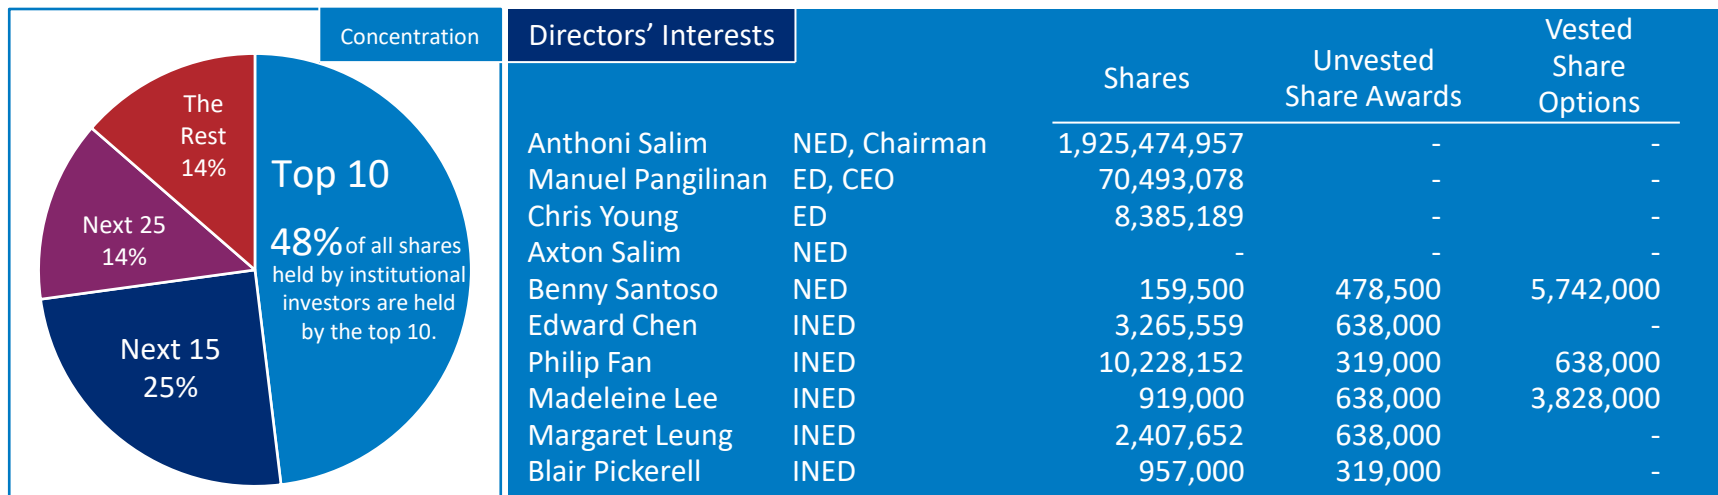 Concentration
The
Rest
14%
Top 10
48% of all shares
held by institutional
investors are held
by the top 10.
Next 25
14%
Next 15
25%
Directors’ Interests
Shares
Unvested
Share Awards
Vested
Share
Options
Anthoni Salim NED, Chairman 1,925,474,957 - -
Manuel Pangilinan ED, CEO 70,493,078 - -
Chris Young ED 8,385,189 - -
Axton Salim NED - - -
Benny Santoso NED 159,500 478,500 5,742,000
Edward Chen INED 3,265,559 638,000 -
Philip Fan INED 10,228,152 319,000 638,000
Madeleine Lee INED 919,000 638,000 3,828,000
Margaret Leung INED 2,407,652 638,000 -
Blair Pickerell INED 957,000 319,000 -